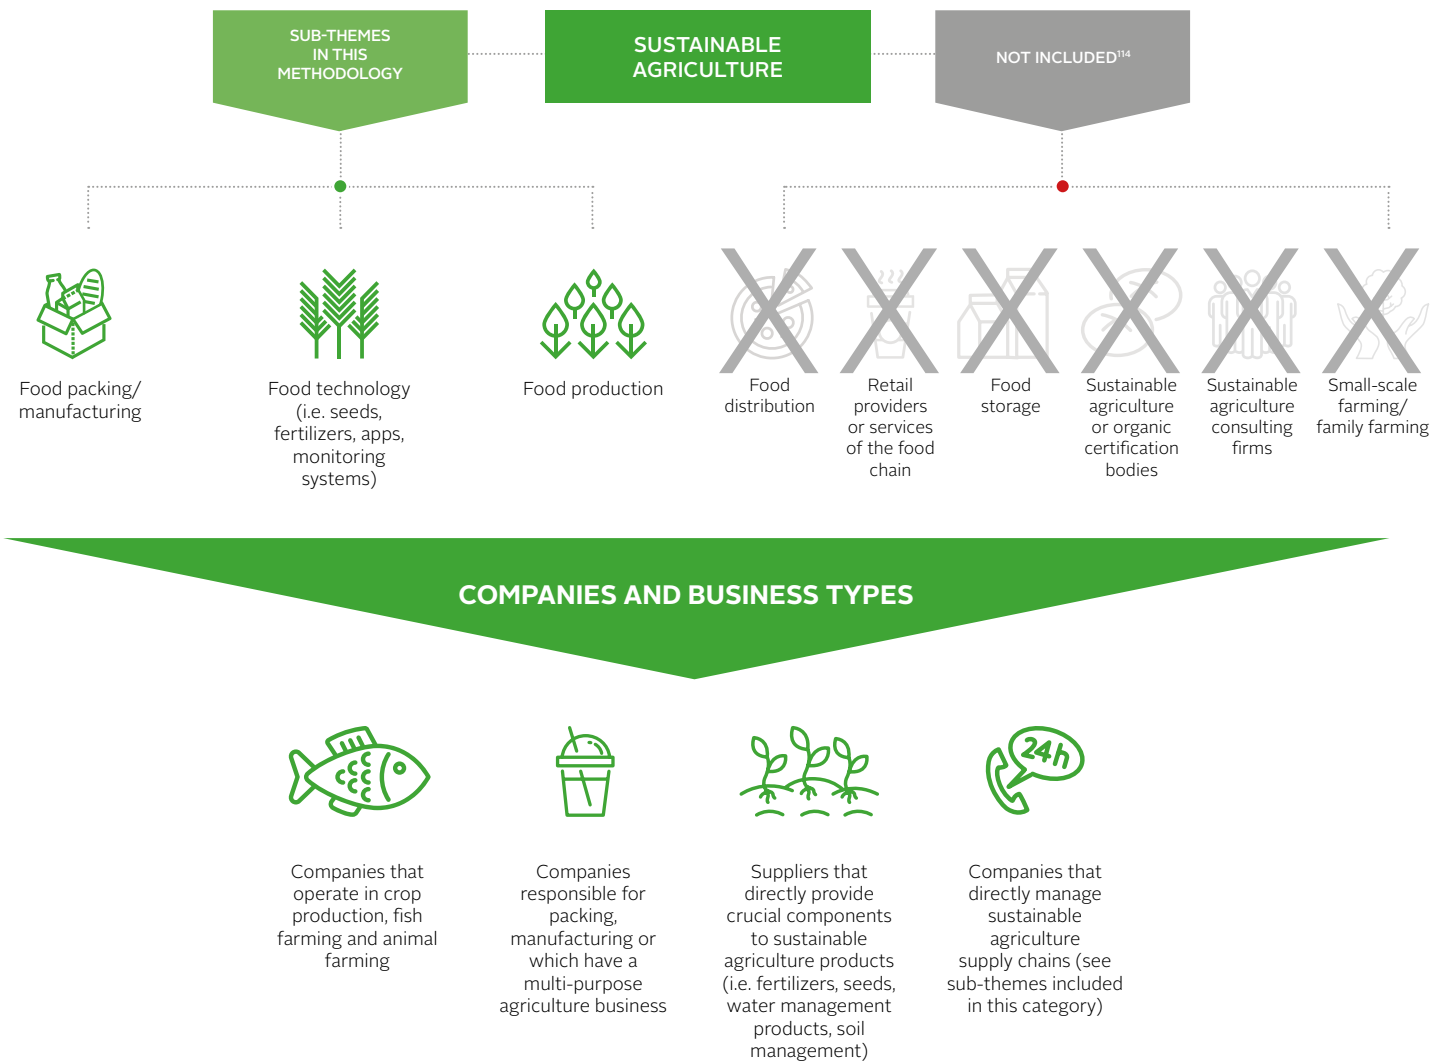 SUB-THEMES
IN THIS
METHODOLOGY
SUSTAINABLE
AGRICULTURE
NOT INCLUDED¹¹⁴
Food packing/
manufacturing
Food technology
(i.e. seeds,
fertilizers, apps,
monitoring
systems)
Food production
Food
distribution
Retail
providers
or services
of the food
chain
Food
storage
Sustainable
agriculture
or organic
certification
bodies
Sustainable
agriculture
consulting
firms
Small-scale
farming/
family farming
COMPANIES AND BUSINESS TYPES
24h
Companies that
operate in crop
production, fish
farming and animal
farming
Companies
responsible for
packing,
manufacturing or
which have a
multi-purpose
agriculture business
Suppliers that
directly provide
crucial components
to sustainable
agriculture products
(i.e. fertilizers, seeds,
water management
products, soil
management)
Companies that
directly manage
sustainable
agriculture
supply chains (see
sub-themes included
in this category)